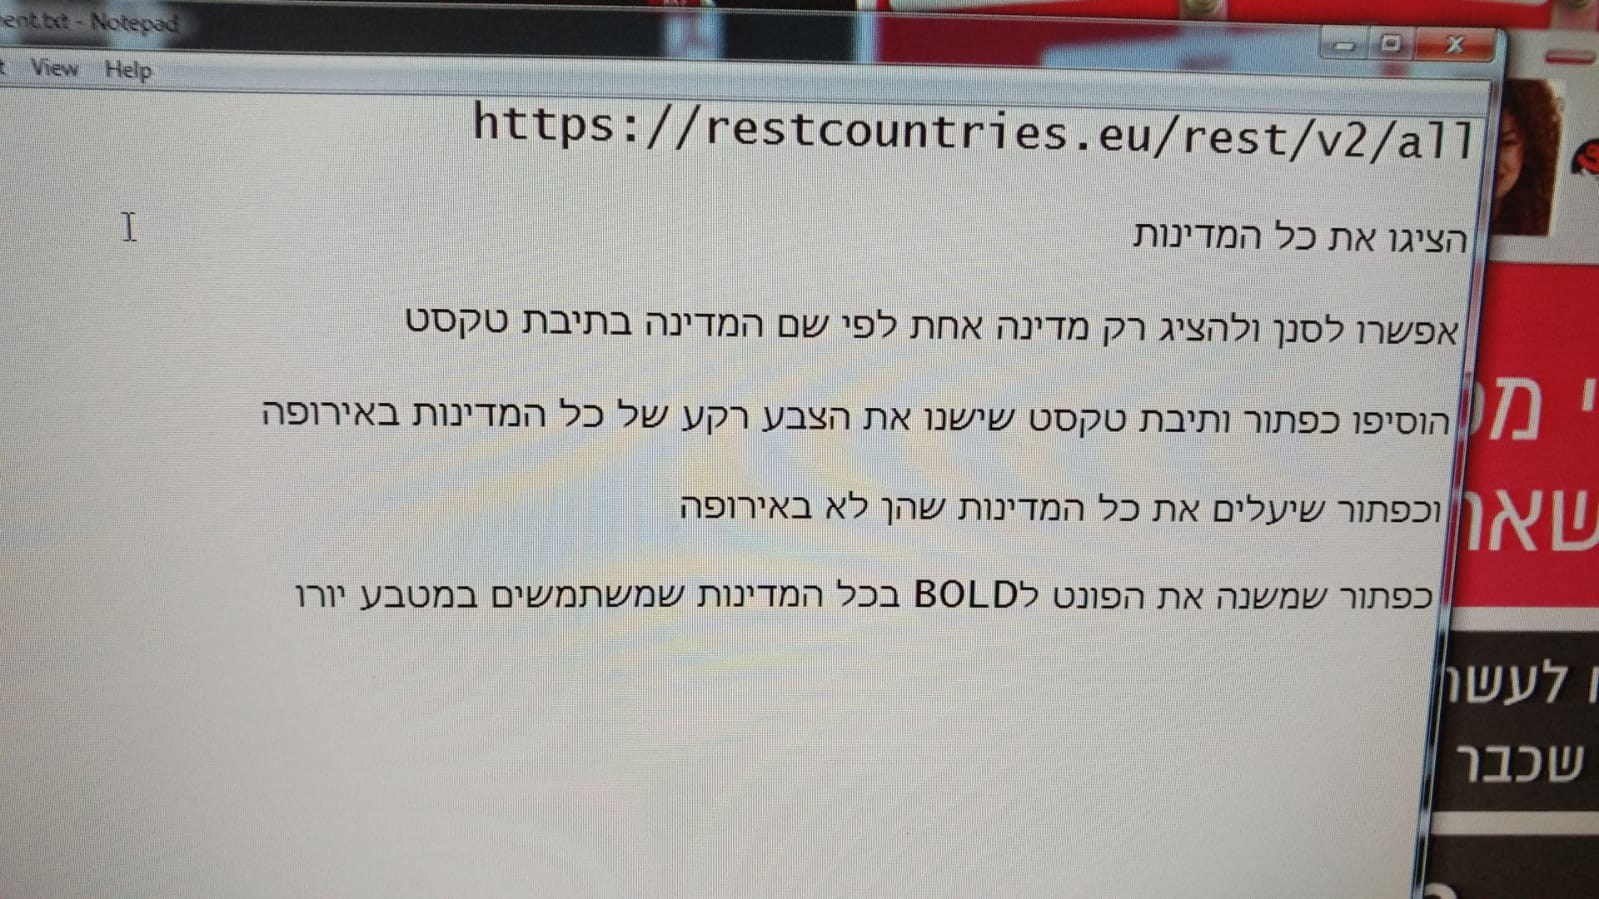 ent.txt - Notepad
View Help
https://restcountries.eu/rest/v2/all
הציגו את כל המדינות
אפשרו לסנן ולהציג רק מדינה אחת לפי שם המדינה בתיבת טקסט
הוסיפו כפתור ותיבת טקסט שישנו את הצבע רקע של כל המדינות באירופה
וכפתור שיעלים את כל המדינות שהן לא באירופה
כפתור שמשנה את הפונט לBOLD בכל המדינות שמשתמשים במטבע יורו
שכבר